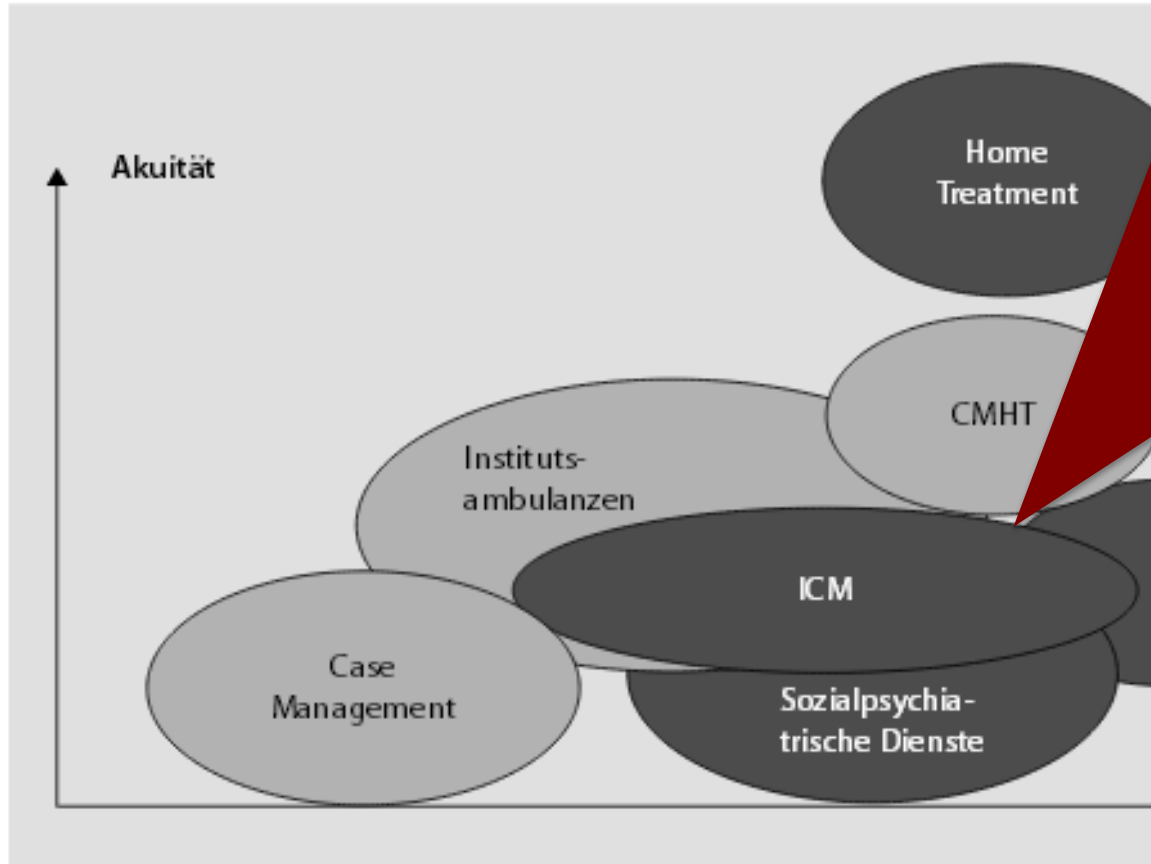 Akuität
Home
Treatment
CMHT
Instituts-
ambulanzen
ICM
Case
Management
Sozialpsychia-
trische Dienste